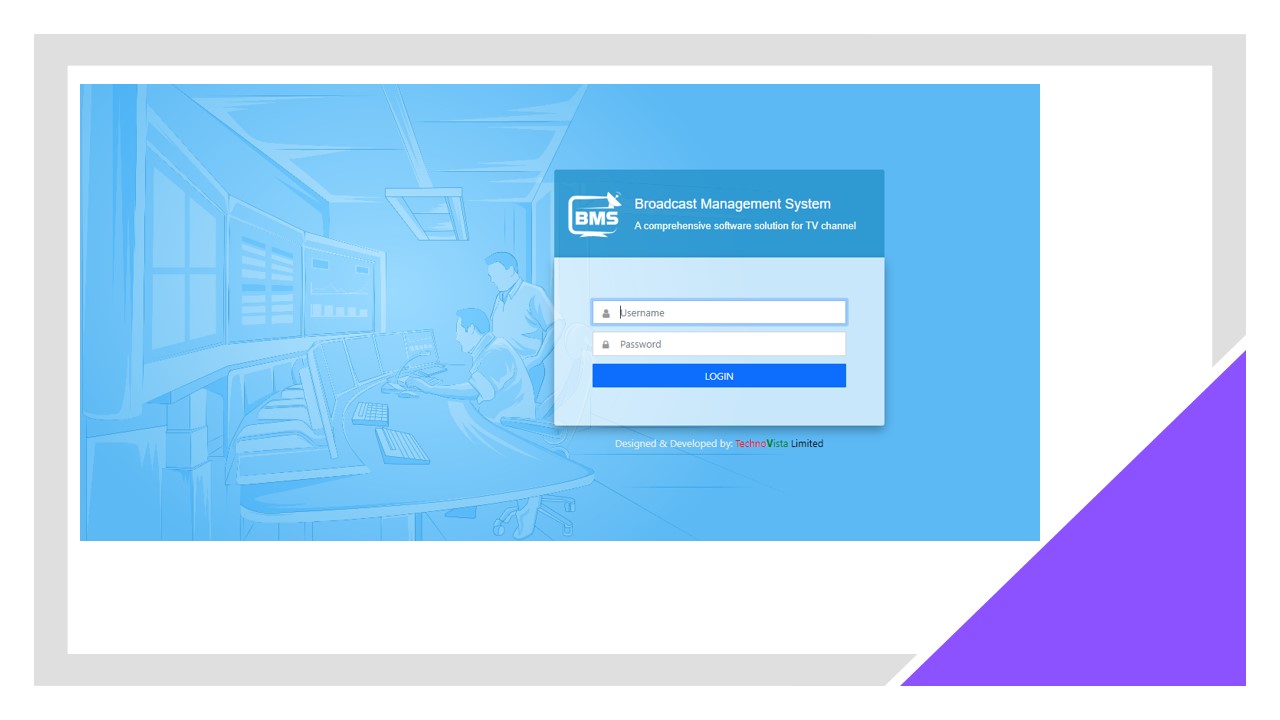 BMS
Broadcast Management System
A comprehensive software solution for TV channel
Username
Password
LOGIN
Designed & Developed by: TechnoVista Limited